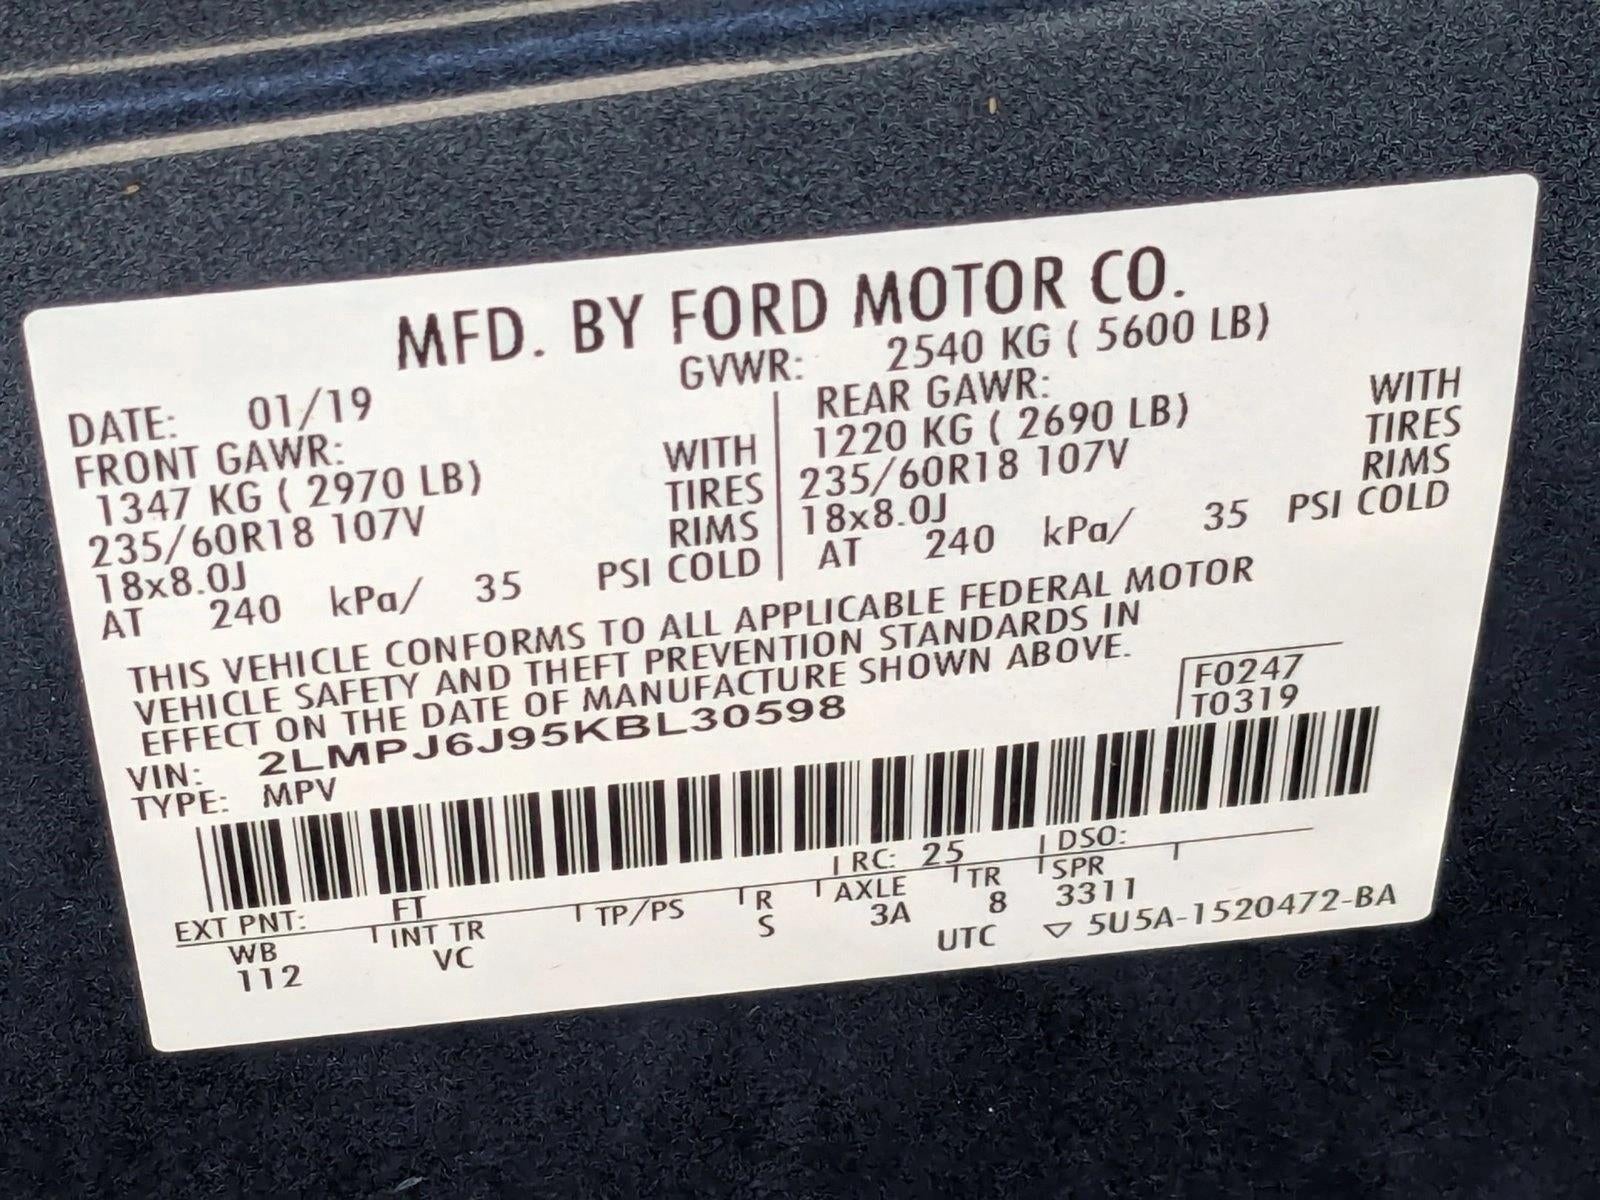 MFD. BY FORD MOTOR CO.
DATE: 01/19 GVWR: 2540 KG ( 5600 LB)
FRONT GAWR:
1347 KG ( 2970 LB) WITH
235/60R18 107V TIRES
18x8.0J RIMS
AT 240 kPa/ 35 PSI COLD
REAR GAWR:
1220 KG ( 2690 LB) WITH
235/60R18 107V TIRES
18x8.0J RIMS
AT 240 kPa/ 35 PSI COLD
THIS VEHICLE CONFORMS TO ALL APPLICABLE FEDERAL MOTOR
VEHICLE SAFETY AND THEFT PREVENTION STANDARDS IN
EFFECT ON THE DATE OF MANUFACTURE SHOWN ABOVE.
VIN: 2LMPJ6J95KBL30598
TYPE: MPV
F0247
T0319
EXT PNT: FT RC: 25 DSO:
WB INT TR TP/PS R AXLE TR SPR
112 VC S 3A 8 3311
UTC ▽ 5U5A-1520472-BA